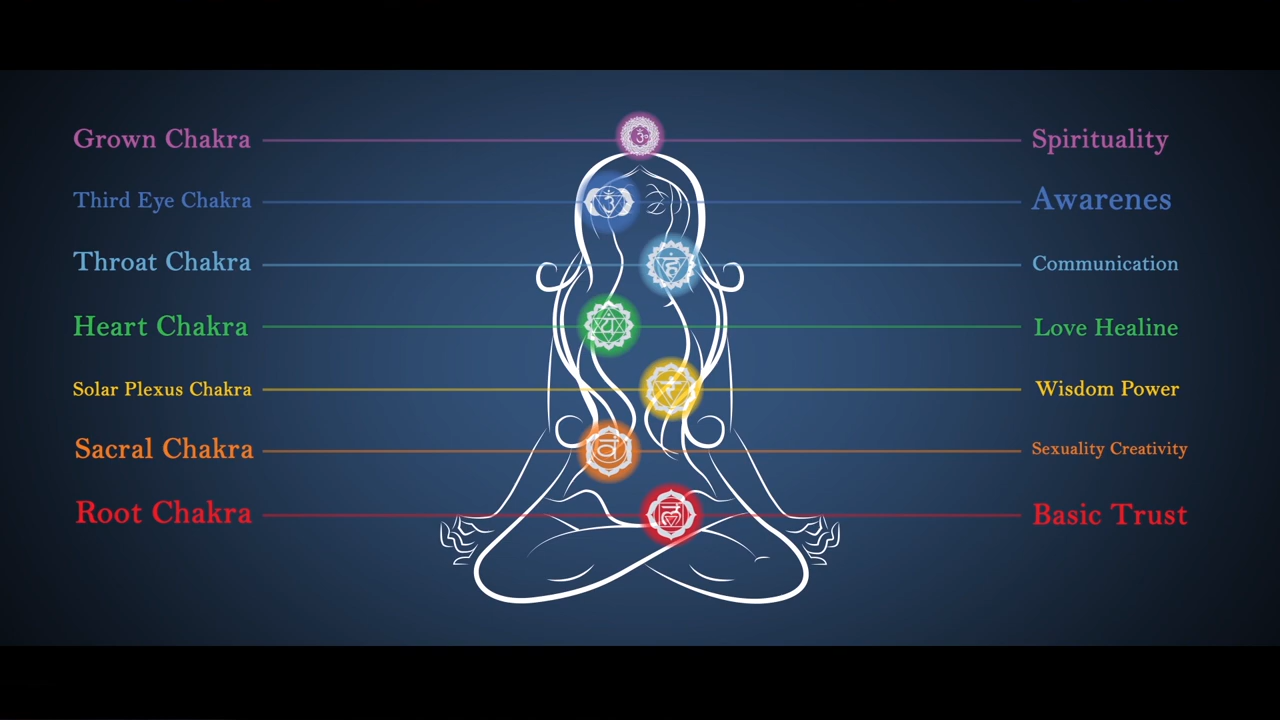 Grown Chakra Spirituality
Third Eye Chakra Awarenes
Throat Chakra Communication
Heart Chakra Love Healine
Solar Plexus Chakra Wisdom Power
Sacral Chakra Sexuality Creativity
Root Chakra Basic Trust